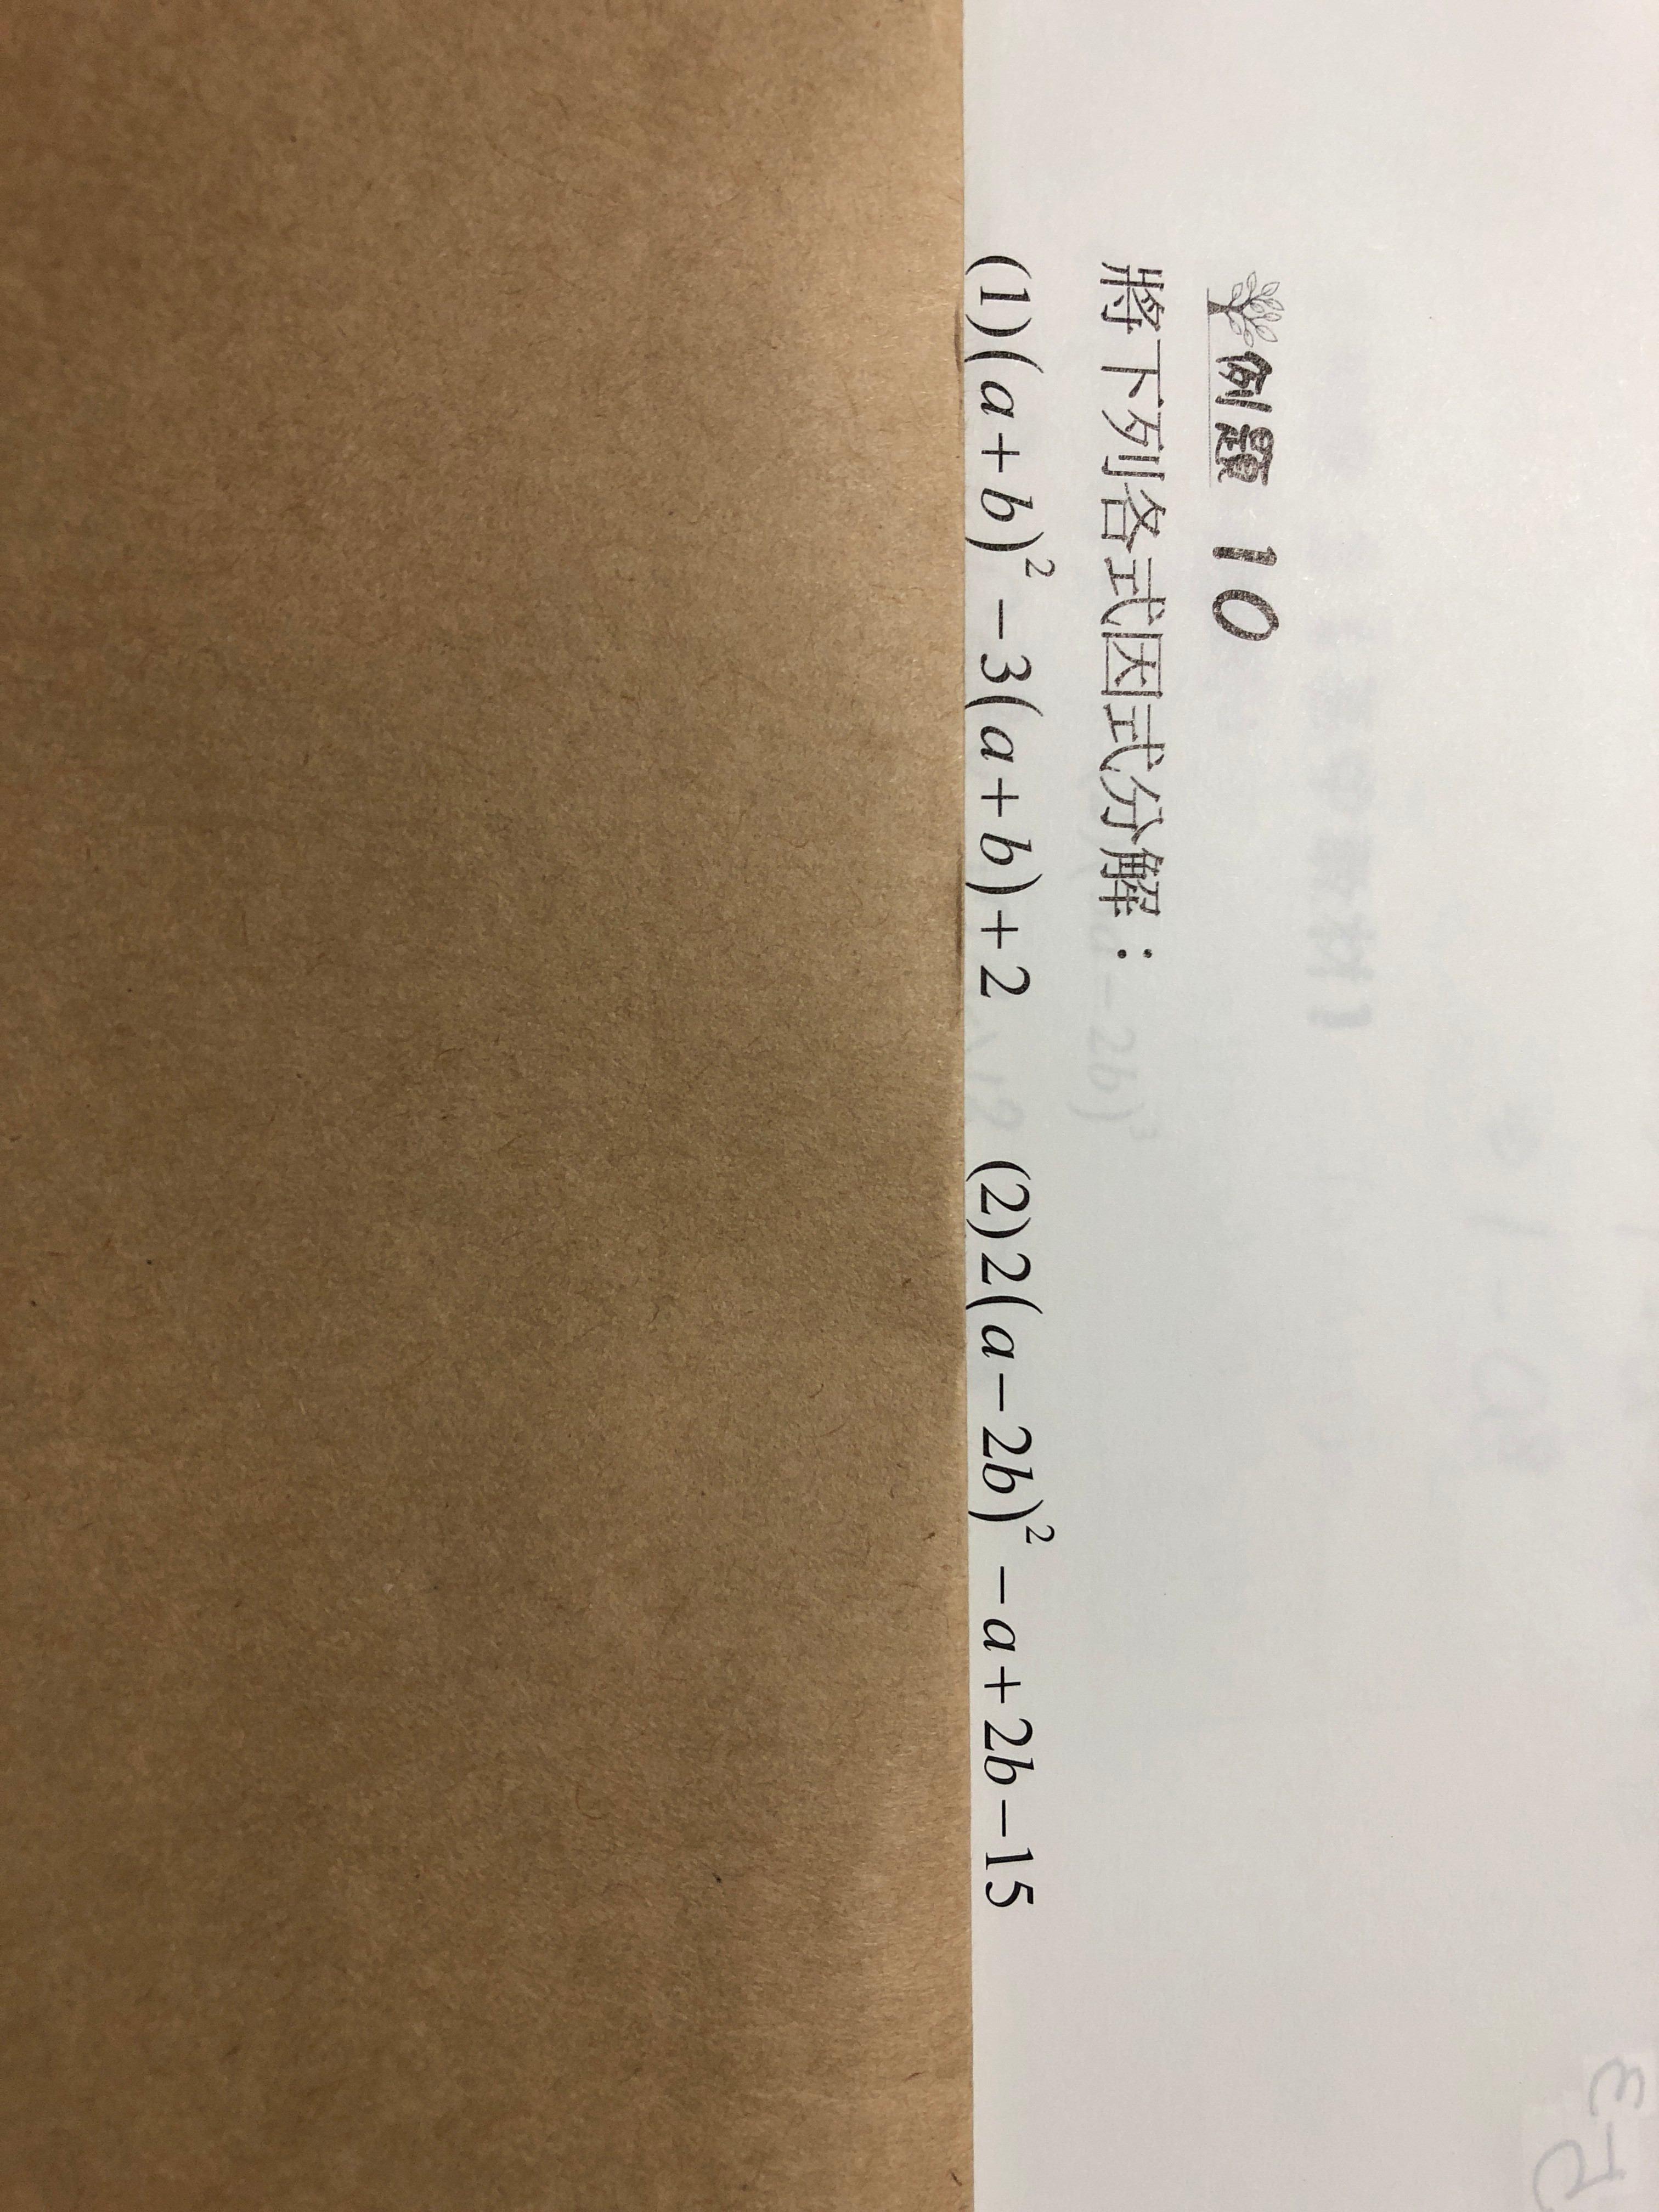 例題 10
將下列各式因式分解：
(1)(a+b)² −3(a+b)+2 (2)2(a−2b)² −a+2b−15